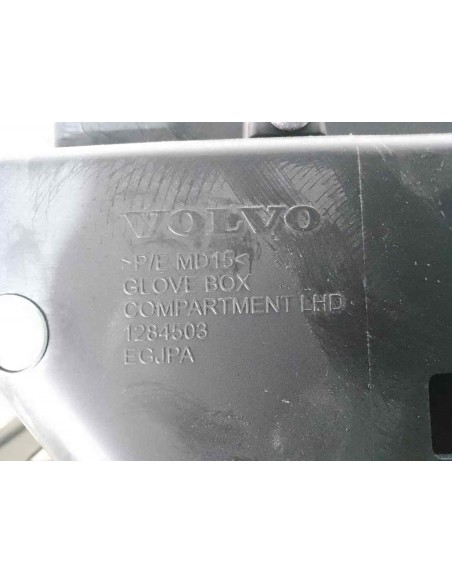 VOLVO
>P/E MD15<
GLOVE BOX
COMPARTMENT LHD
1284503
EGJPA